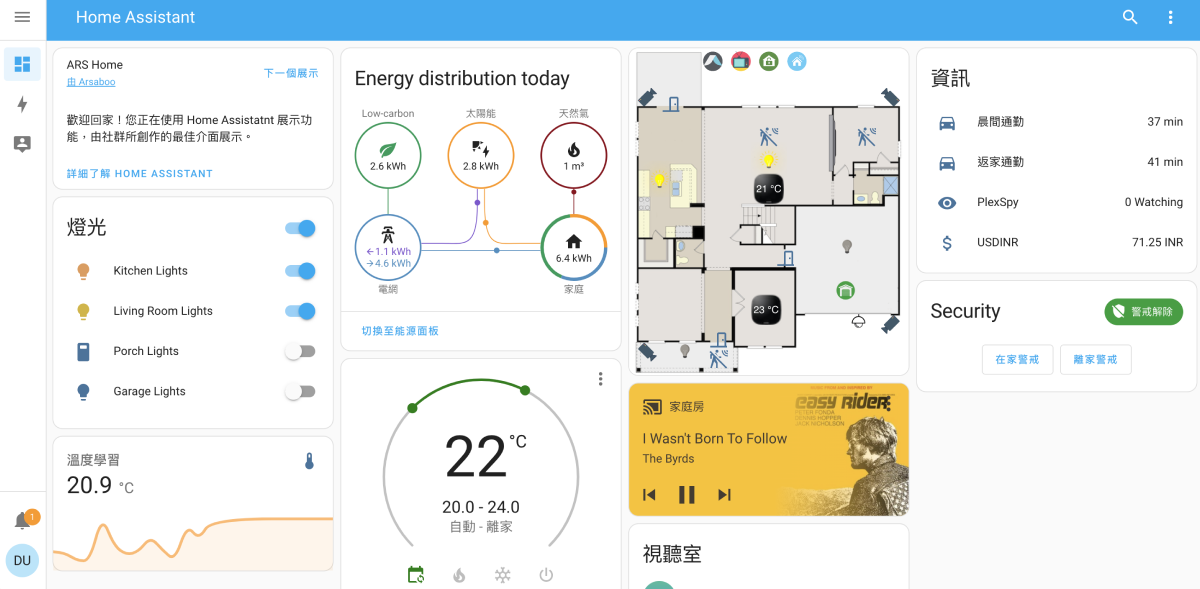 Home Assistant
ARS Home
由 Arsaboo
下一個展示
歡迎回家！您正在使用 Home Assistatnt 展示功
能，由社群所創作的最佳介面展示。
詳細了解 HOME ASSISTANT
燈光
Kitchen Lights
Living Room Lights
Porch Lights
Garage Lights
溫度學習
20.9 °C
1
DU
Energy distribution today
Low-carbon
太陽能
天然氣
2.6 kWh
2.8 kWh
1 m³
←1.1 kWh
→4.6 kWh
6.4 kWh
電網
家庭
切換至能源面板
22 °C
20.0 - 24.0
自動 - 離家
21 °C
23 °C
家庭房
I Wasn't Born To Follow
The Byrds
easy Rider
PETER FONDA
DENNIS HOPPER
JACK NICHOLSON
視聽室
資訊
晨間通勤 37 min
返家通勤 41 min
PlexSpy 0 Watching
USDINR 71.25 INR
Security
警戒解除
在家警戒
離家警戒